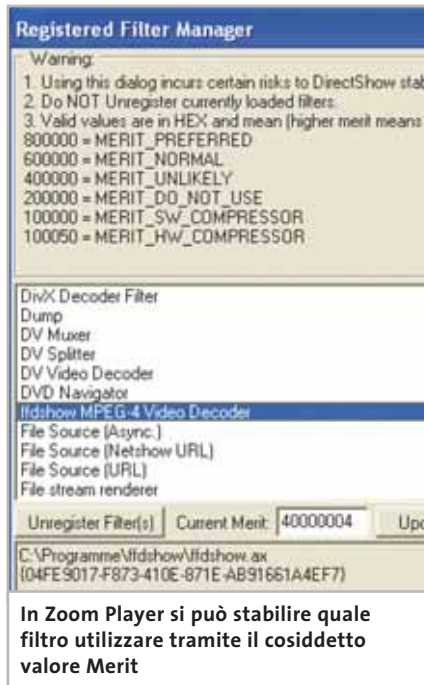 Registered Filter Manager
Warning:
1. Using this dialog incurs certain risks to DirectShow stab
2. Do NOT Unregister currently loaded filters.
3. Valid values are in HEX and mean (higher merit means
800000 = MERIT_PREFERRED
600000 = MERIT_NORMAL
400000 = MERIT_UNLIKELY
200000 = MERIT_DO_NOT_USE
100000 = MERIT_SW_COMPRESSOR
100050 = MERIT_HW_COMPRESSOR
DivX Decoder Filter
Dump
DV Muxer
DV Splitter
DV Video Decoder
DVD Navigator
ffdshow MPEG-4 Video Decoder
File Source (Async.)
File Source (Netshow URL)
File Source (URL)
File stream renderer
Unregister Filter(s) Current Merit: 40000004 Upd
C:\Programme\ffdshow\ffdshow.ax
{04FE9017-F873-410E-871E-AB91661A4EF7}
In Zoom Player si può stabilire quale
filtro utilizzare tramite il cosiddetto
valore Merit